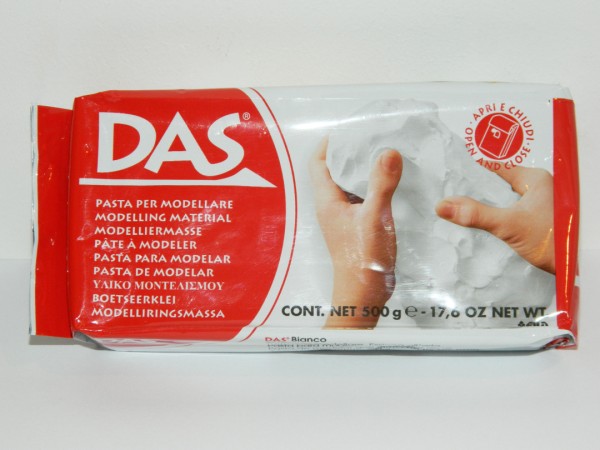 DAS®
PASTA PER MODELLARE
MODELLING MATERIAL
MODELLIERMASSE
PÂTE À MODELER
PASTA PARA MODELAR
PASTA DE MODELAR
ΥΛΙΚΟ ΜΟΝΤΕΛΙΣΜΟΥ
BOETSEERKLEI
MODELLIRINGSMASSA
APRI E CHIUDI
OPEN AND CLOSE
CONT. NET 500 g ℮ - 17,6 OZ NET WT
DAS® Bianco